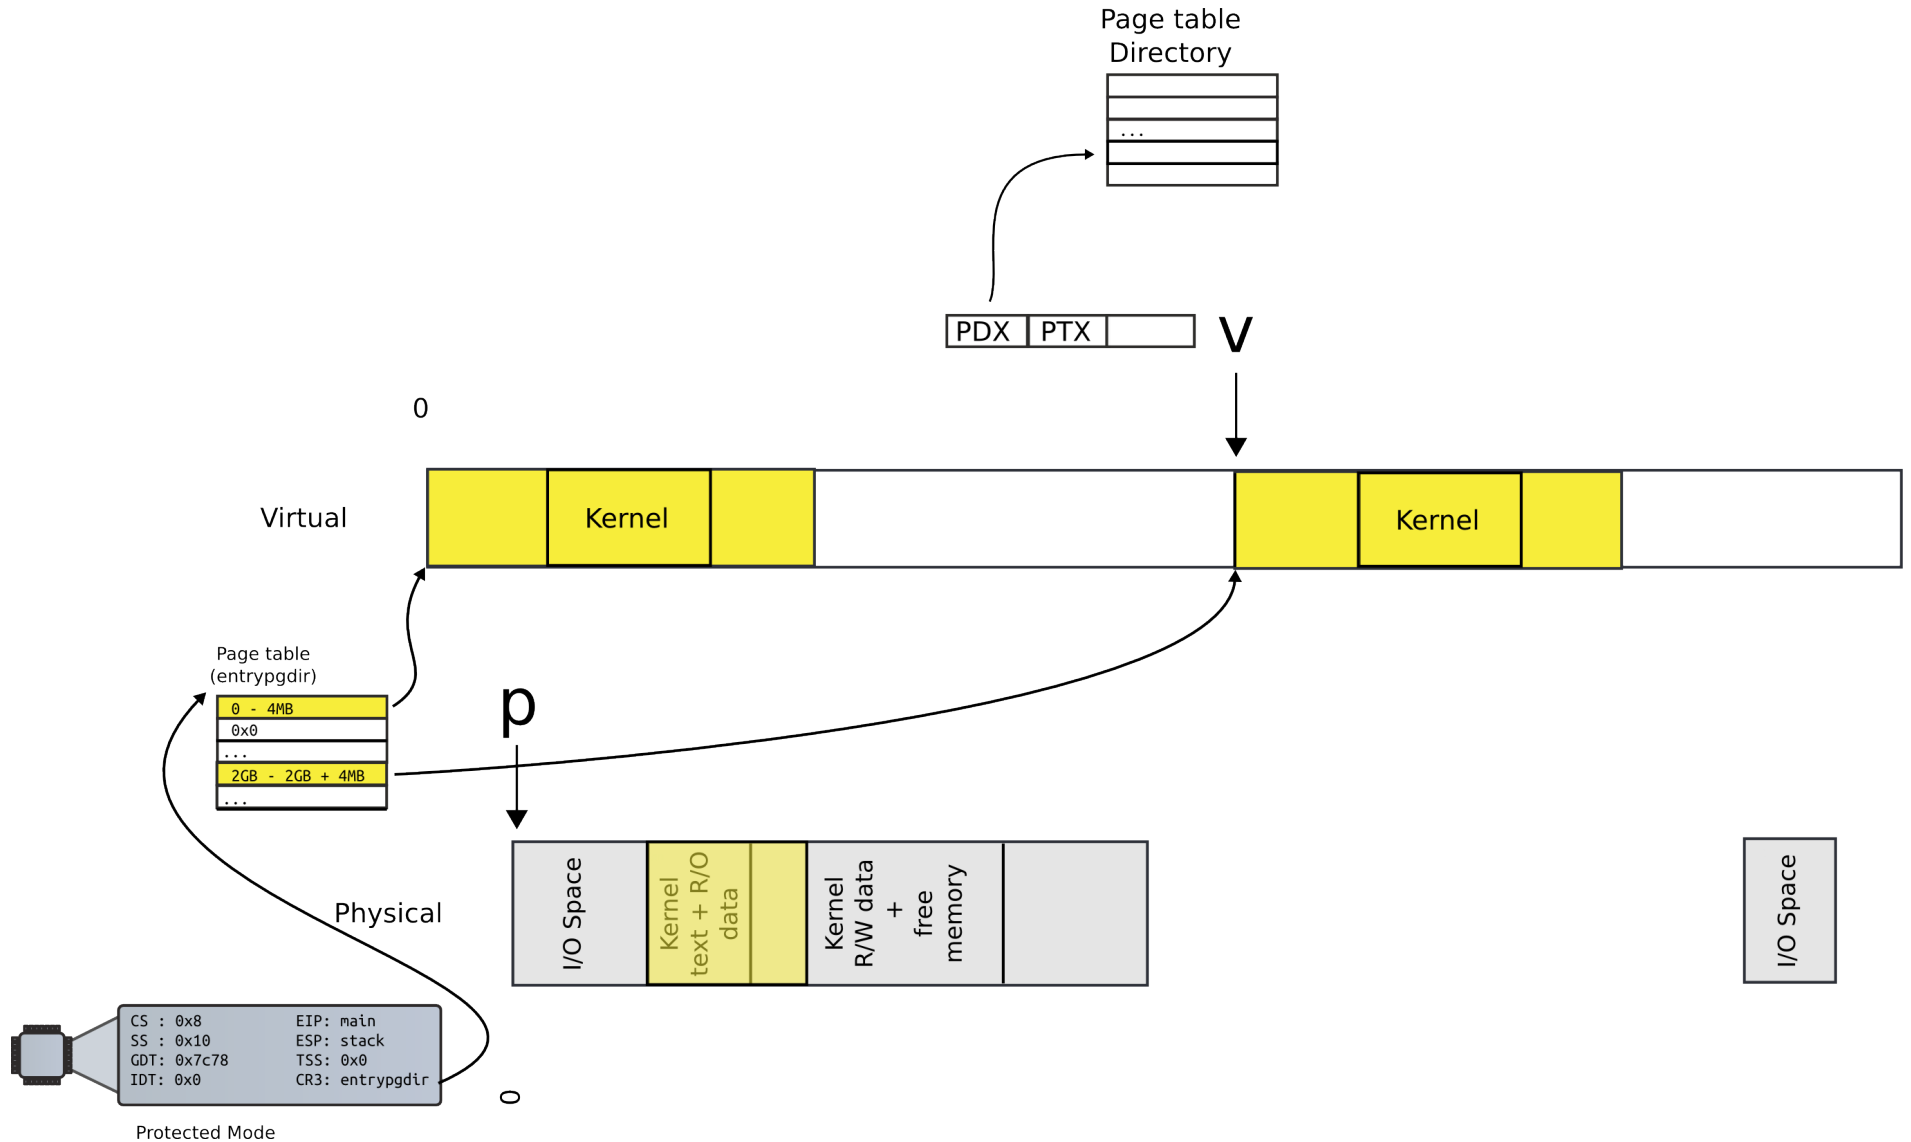 Page table
Directory
...
PDX
PTX
v
0
Virtual
Kernel
Kernel
Page table
(entrypgdir)
0 - 4MB
0x0
...
2GB - 2GB + 4MB
...
p
Physical
I/O Space
Kernel
text + R/O
data
Kernel
R/W data
+
free
memory
I/O Space
CS : 0x8
SS : 0x10
GDT: 0x7c78
IDT: 0x0
EIP: main
ESP: stack
TSS: 0x0
CR3: entrypgdir
0
Protected Mode